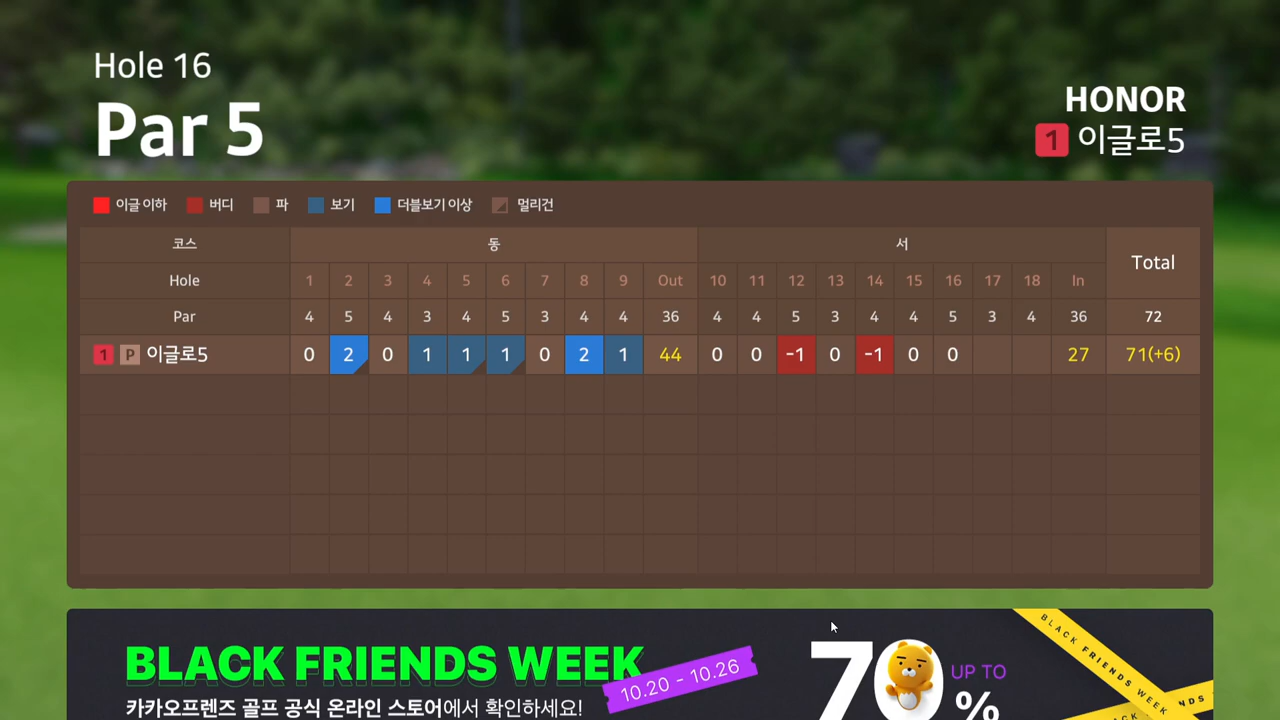 Hole 16
Par 5
HONOR
1 이글로5
이글 이하 버디 파 보기 더블보기 이상 멀리건
코스 동 서 Total
Hole 1 2 3 4 5 6 7 8 9 Out 10 11 12 13 14 15 16 17 18 In
Par 4 5 4 3 4 5 3 4 4 36 4 4 5 3 4 4 5 3 4 36 72
1 P 이글로5 0 2 0 1 1 1 0 2 1 44 0 0 -1 0 -1 0 0 27 71(+6)
BLACK FRIENDS WEEK
10.20 - 10.26
카카오프렌즈 골프 공식 온라인 스토어에서 확인하세요!
70
UP TO
%
BLACK FRIENDS WEEK